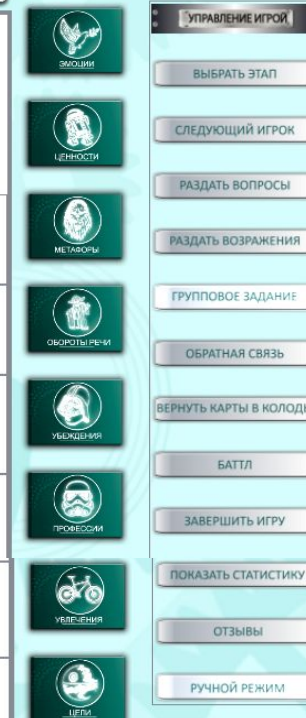 ЭМОЦИИ
ЦЕННОСТИ
МЕТАФОРЫ
ОБОРОТЫ РЕЧИ
УБЕЖДЕНИЯ
ПРОФЕССИИ
УВЛЕЧЕНИЯ
ЦЕЛИ
УПРАВЛЕНИЕ ИГРОЙ
ВЫБРАТЬ ЭТАП
СЛЕДУЮЩИЙ ИГРОК
РАЗДАТЬ ВОПРОСЫ
РАЗДАТЬ ВОЗРАЖЕНИЯ
ГРУППОВОЕ ЗАДАНИЕ
ОБРАТНАЯ СВЯЗЬ
ВЕРНУТЬ КАРТЫ В КОЛОД
БАТТЛ
ЗАВЕРШИТЬ ИГРУ
ПОКАЗАТЬ СТАТИСТИКУ
ОТЗЫВЫ
РУЧНОЙ РЕЖИМ